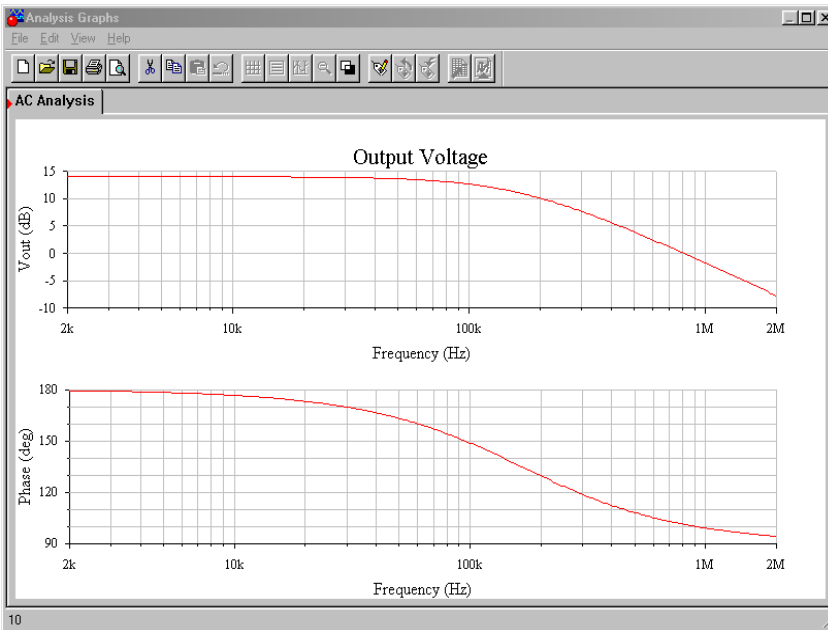 Analysis Graphs
File Edit View Help
AC Analysis
Output Voltage
15
10
5
0
-5
-10
Vout (dB)
2k 10k 100k 1M 2M
Frequency (Hz)
180
150
120
90
Phase (deg)
2k 10k 100k 1M 2M
Frequency (Hz)
10